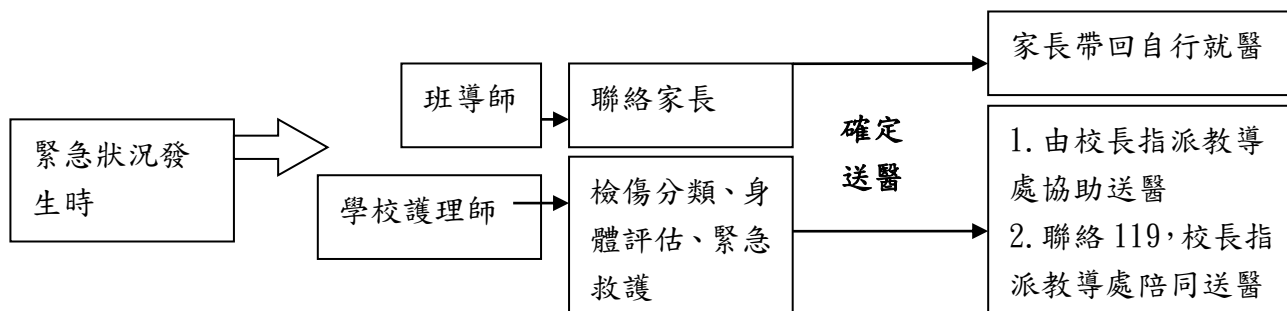 緊急狀況發
生時
班導師
聯絡家長
學校護理師
檢傷分類、身
體評估、緊急
救護
確定
送醫
家長帶回自行就醫
1.由校長指派教導
處協助送醫
2.聯絡119,校長指
派教導處陪同送醫